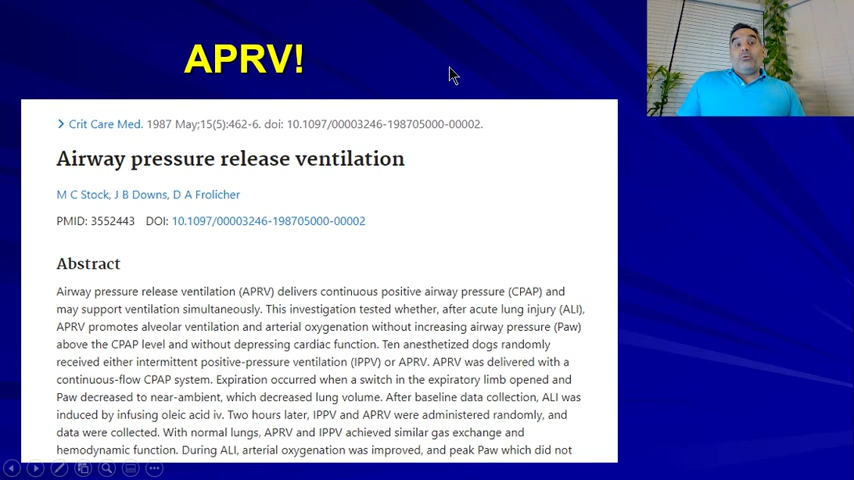 APRV!
> Crit Care Med. 1987 May;15(5):462-6. doi: 10.1097/00003246-198705000-00002.
Airway pressure release ventilation
M C Stock, J B Downs, D A Frolicher
PMID: 3552443 DOI: 10.1097/00003246-198705000-00002
Abstract
Airway pressure release ventilation (APRV) delivers continuous positive airway pressure (CPAP) and
may support ventilation simultaneously. This investigation tested whether, after acute lung injury (ALI),
APRV promotes alveolar ventilation and arterial oxygenation without increasing airway pressure (Paw)
above the CPAP level and without depressing cardiac function. Ten anesthetized dogs randomly
received either intermittent positive-pressure ventilation (IPPV) or APRV. APRV was delivered with a
continuous-flow CPAP system. Expiration occurred when a switch in the expiratory limb opened and
Paw decreased to near-ambient, which decreased lung volume. After baseline data collection, ALI was
induced by infusing oleic acid iv. Two hours later, IPPV and APRV were administered randomly, and
data were collected. With normal lungs, APRV and IPPV achieved similar gas exchange and
hemodynamic function. During ALI, arterial oxygenation was improved, and peak Paw which did not